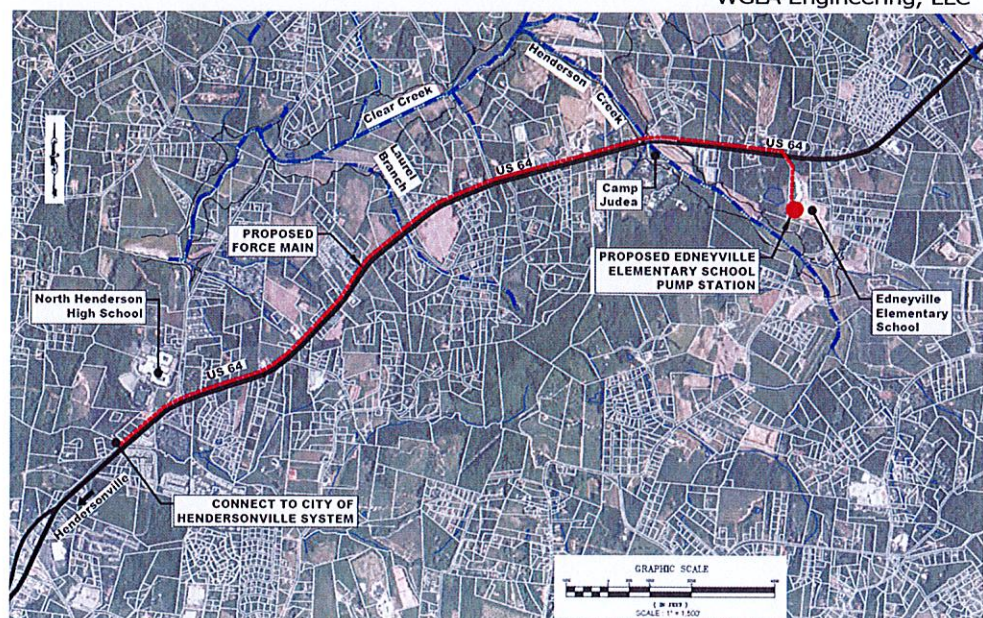 WGLA Engineering, LLC
Henderson
Creek
Clear Creek
Laurel
Branch
US 64
US 64
Camp
Judea
PROPOSED
FORCE MAIN
PROPOSED EDNEYVILLE
ELEMENTARY SCHOOL
PUMP STATION
Edneyville
Elementary
School
North Henderson
High School
US 64
CONNECT TO CITY OF
HENDERSONVILLE SYSTEM
Hendersonville
GRAPHIC SCALE
( IN FEET )
SCALE : 1" = 1,500'